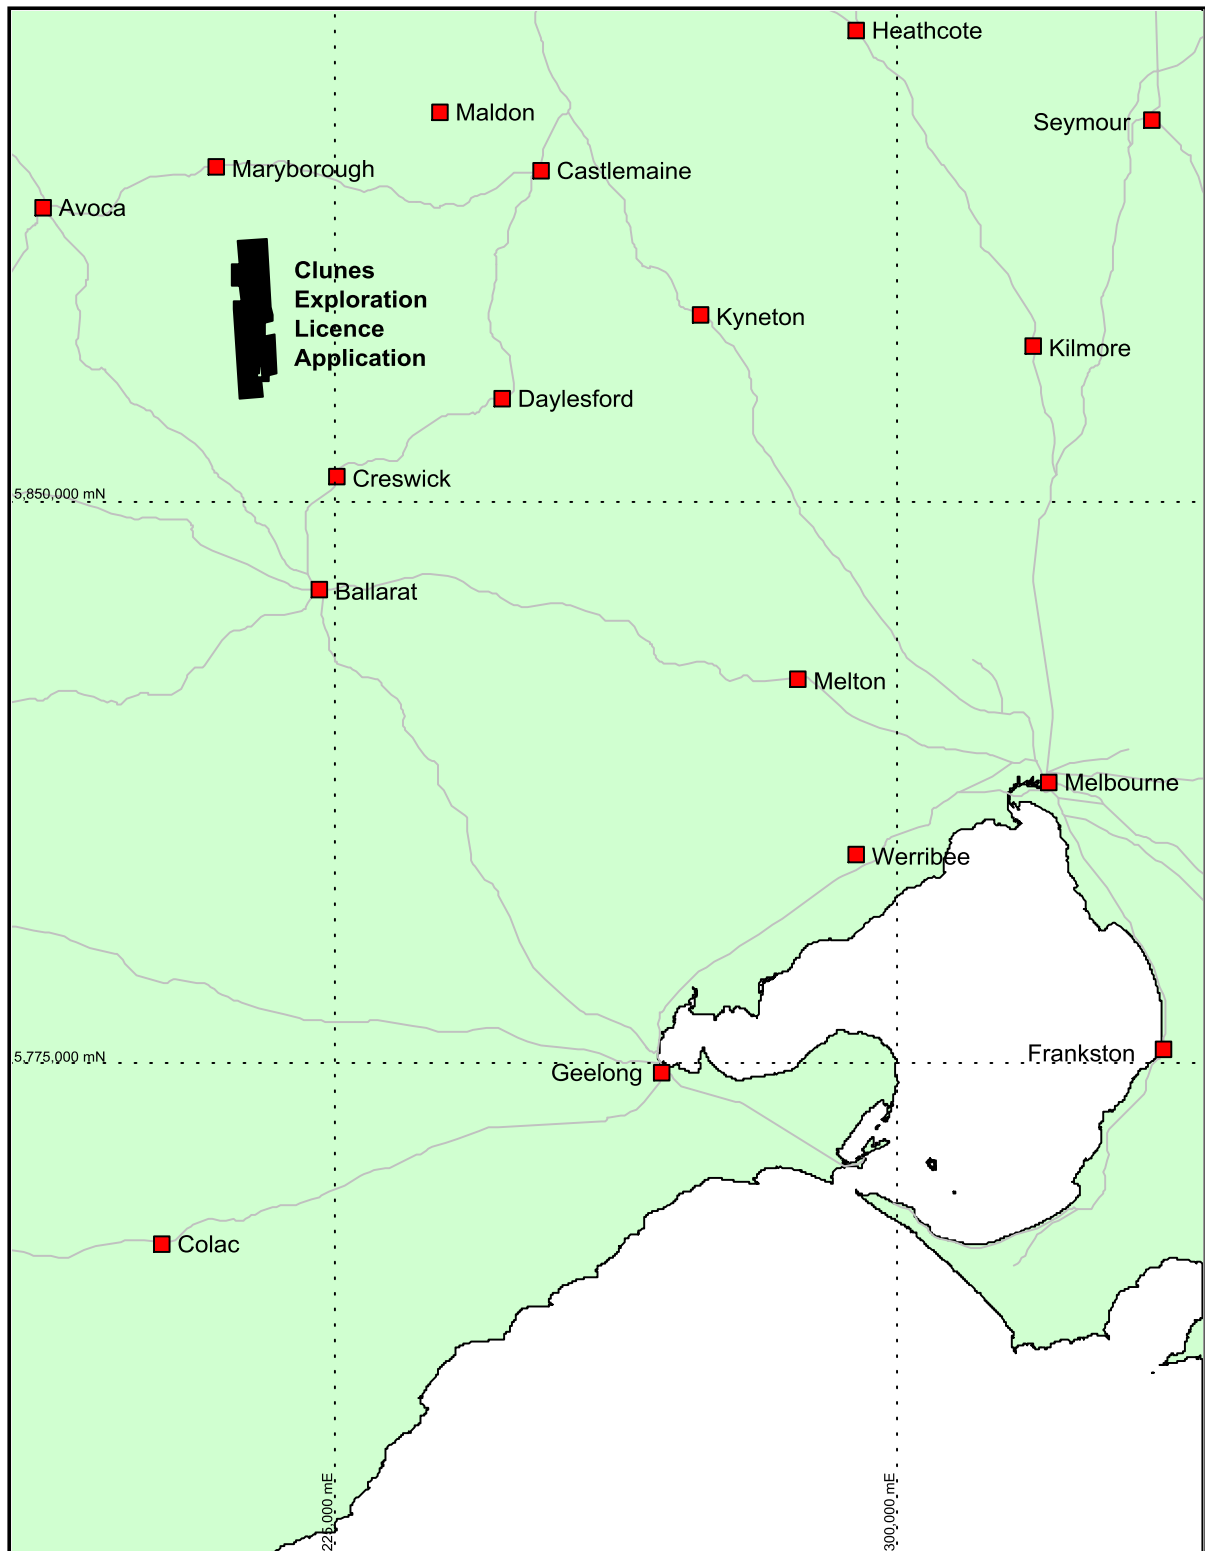 Heathcote
Maldon
Seymour
Maryborough
Castlemaine
Avoca
Clunes
Exploration
Licence
Application
Kyneton
Kilmore
Daylesford
Creswick
5,850,000 mN
Ballarat
Melton
Melbourne
Werribee
5,775,000 mN
Frankston
Geelong
Colac
225,000 mE
300,000 mE